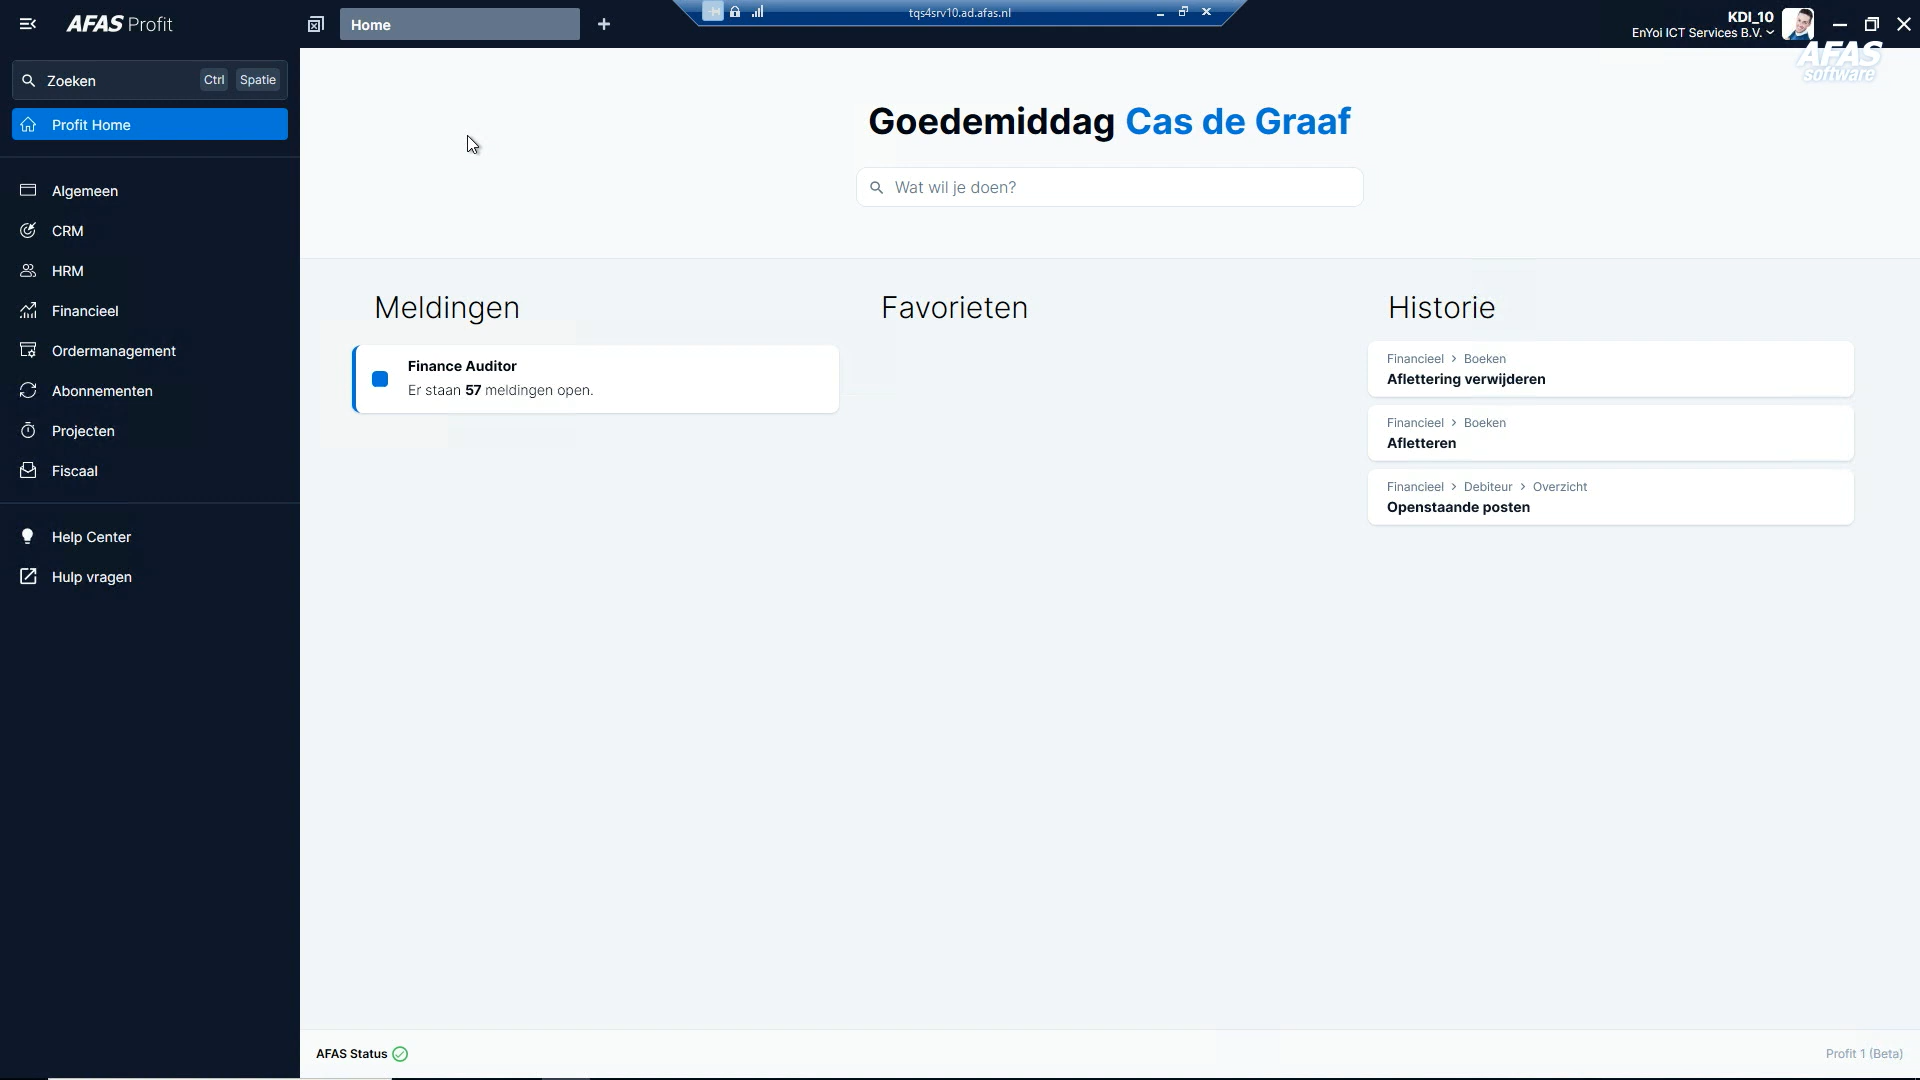 AFAS Profit
Home
tqs4srv10.ad.afas.nl
KDI_10
EnYoi ICT Services B.V.
AFAS
software
Zoeken
Ctrl
Spatie
Profit Home
Algemeen
CRM
HRM
Financieel
Ordermanagement
Abonnementen
Projecten
Fiscaal
Help Center
Hulp vragen
Goedemiddag Cas de Graaf
Wat wil je doen?
Meldingen
Finance Auditor
Er staan 57 meldingen open.
Favorieten
Historie
Financieel > Boeken
Aflettering verwijderen
Financieel > Boeken
Afletteren
Financieel > Debiteur > Overzicht
Openstaande posten
AFAS Status
Profit 1 (Beta)